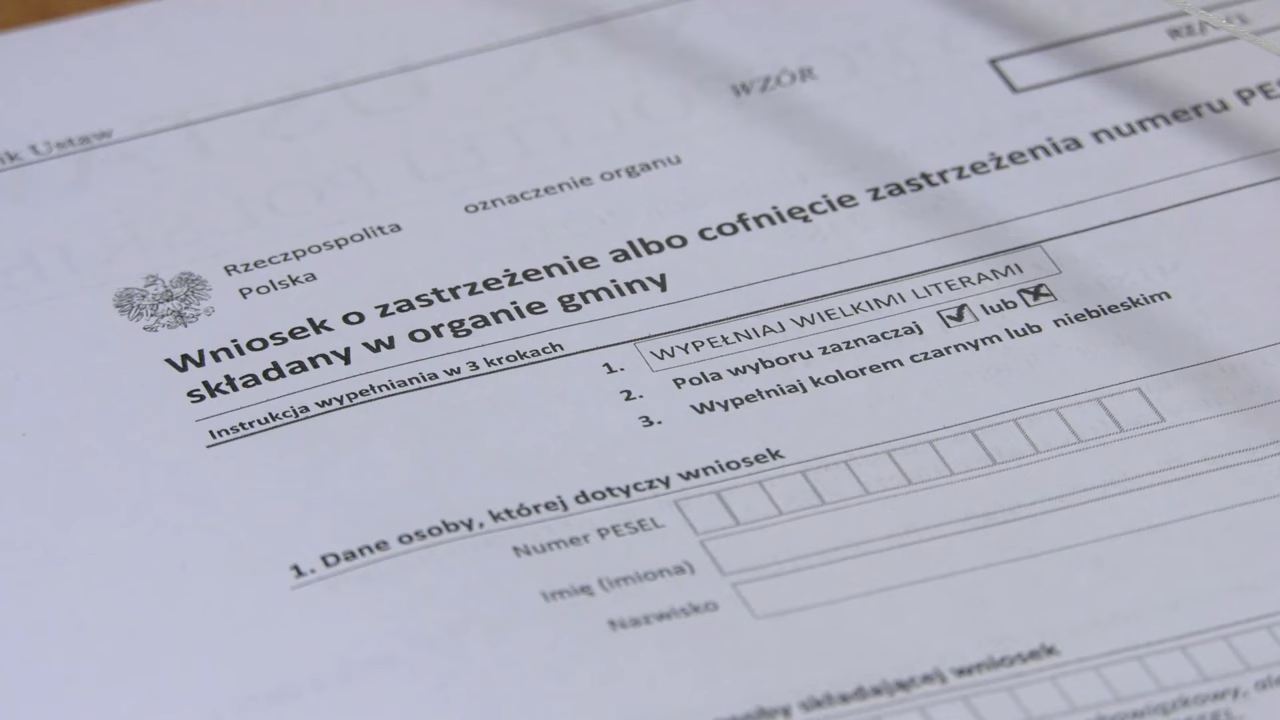 ik Ustaw
WZÓR
oznaczenie organu
Rzeczpospolita
Polska
Wniosek o zastrzeżenie albo cofnięcie zastrzeżenia numeru PES
składany w organie gminy
Instrukcja wypełniania w 3 krokach
1. WYPEŁNIAJ WIELKIMI LITERAMI
2. Pola wyboru zaznaczaj lub
3. Wypełniaj kolorem czarnym lub niebieskim
1. Dane osoby, której dotyczy wniosek
Numer PESEL
Imię (imiona)
Nazwisko
osoby składającej wniosek